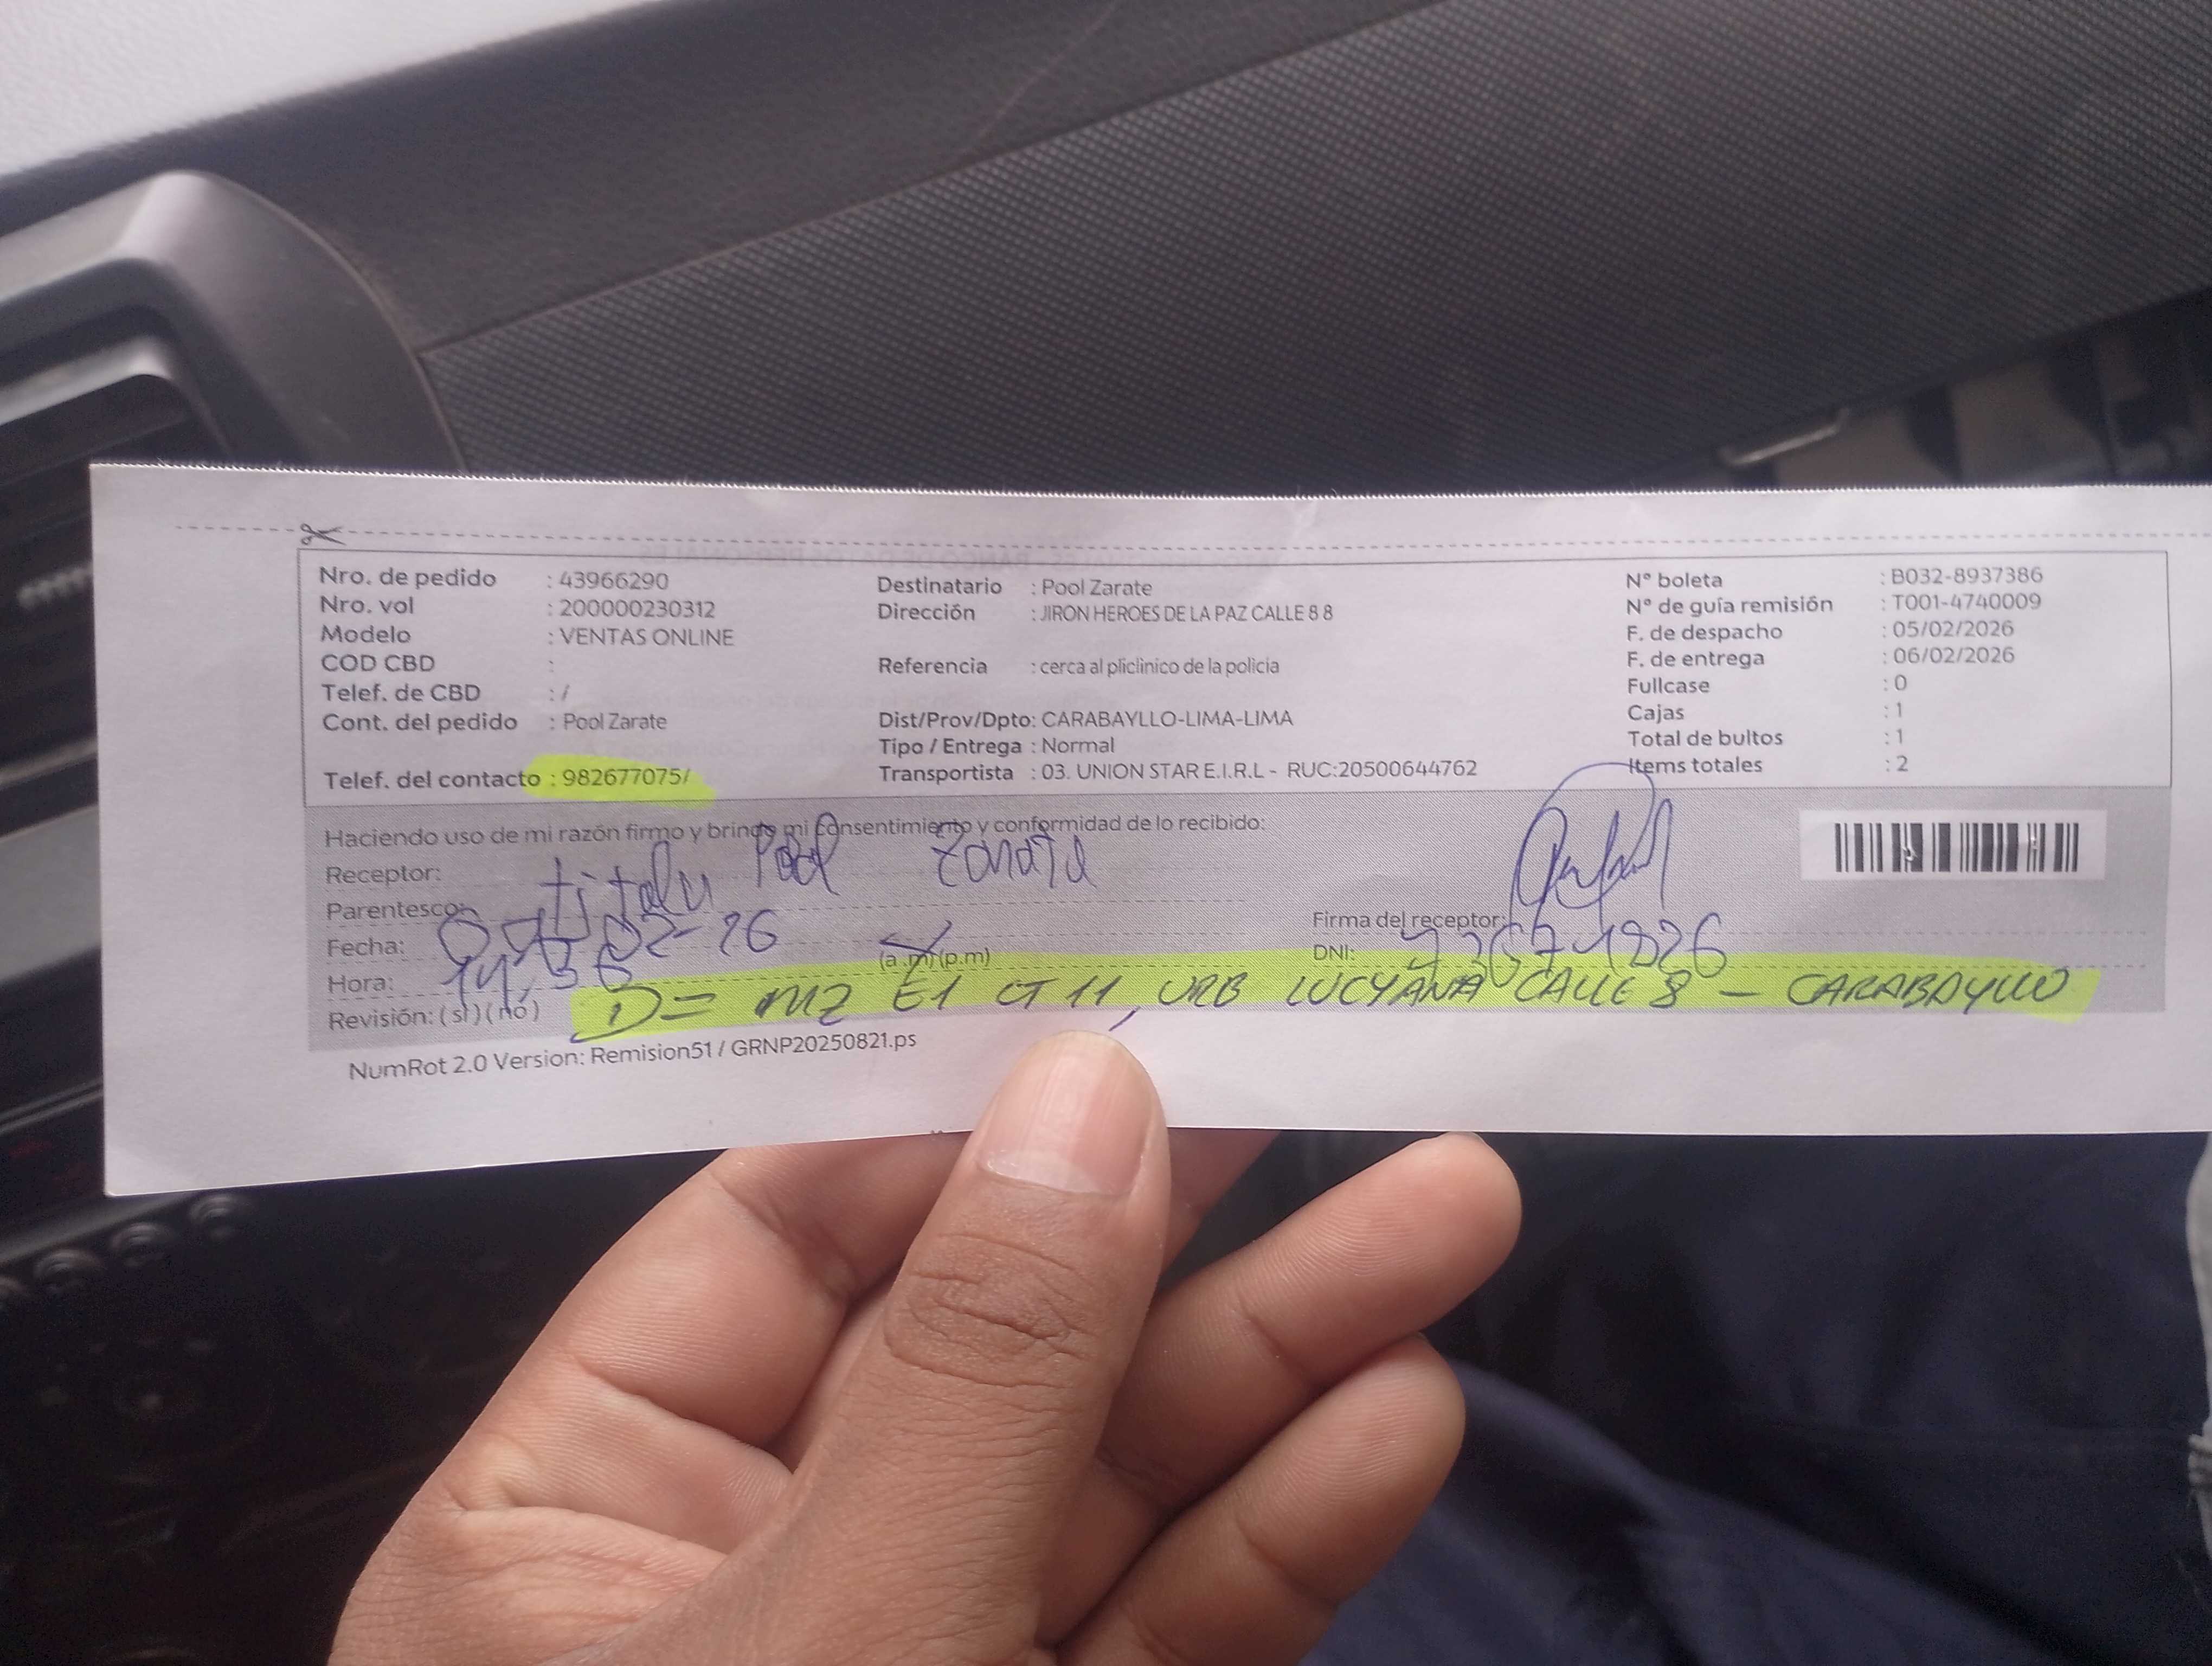 Nro. de pedido : 43966290
Nro. vol : 200000230312
Modelo : VENTAS ONLINE
COD CBD :
Telef. de CBD : /
Cont. del pedido : Pool Zarate
Telef. del contacto : 982677075/
Destinatario : Pool Zarate
Dirección : JIRON HEROES DE LA PAZ CALLE 8 8
Referencia : cerca al pliclinico de la policia
Dist/Prov/Dpto: CARABAYLLO-LIMA-LIMA
Tipo / Entrega : Normal
Transportista : 03. UNION STAR E.I.R.L - RUC:20500644762
N° boleta : B032-8937386
N° de guía remisión : T001-4740009
F. de despacho : 05/02/2026
F. de entrega : 06/02/2026
Fullcase : 0
Cajas : 1
Total de bultos : 1
Items totales : 2
Haciendo uso de mi razón firmo y brindo mi consentimiento y conformidad de lo recibido:
Receptor: Pool Zarate
Parentesco: titular
Fecha: 02-26
Hora: (a.m)(p.m)
Firma del receptor:
DNI:
Revisión: (si)(no)
D= MZ E1 LT 11, URB LUCYANA CALLE 8 - CARABAYLLO
NumRot 2.0 Version: Remision51 / GRNP20250821.ps